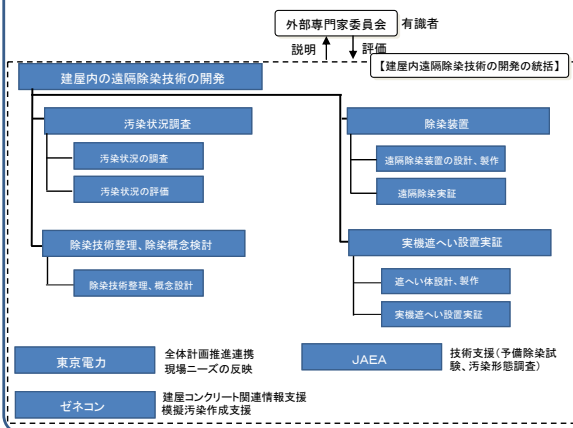 外部専門家委員会
有識者
説明
評価
【建屋内遠隔除染技術の開発の統括】
建屋内の遠隔除染技術の開発
汚染状況調査
汚染状況の調査
汚染状況の評価
除染技術整理、除染概念検討
除染技術整理、概念設計
除染装置
遠隔除染装置の設計、製作
遠隔除染実証
実機遮へい設置実証
遮へい体設計、製作
実機遮へい設置実証
東京電力
全体計画推進連携
現場ニーズの反映
JAEA
技術支援(予備除染試
験、汚染形態調査)
ゼネコン
建屋コンクリート関連情報支援
模擬汚染作成支援